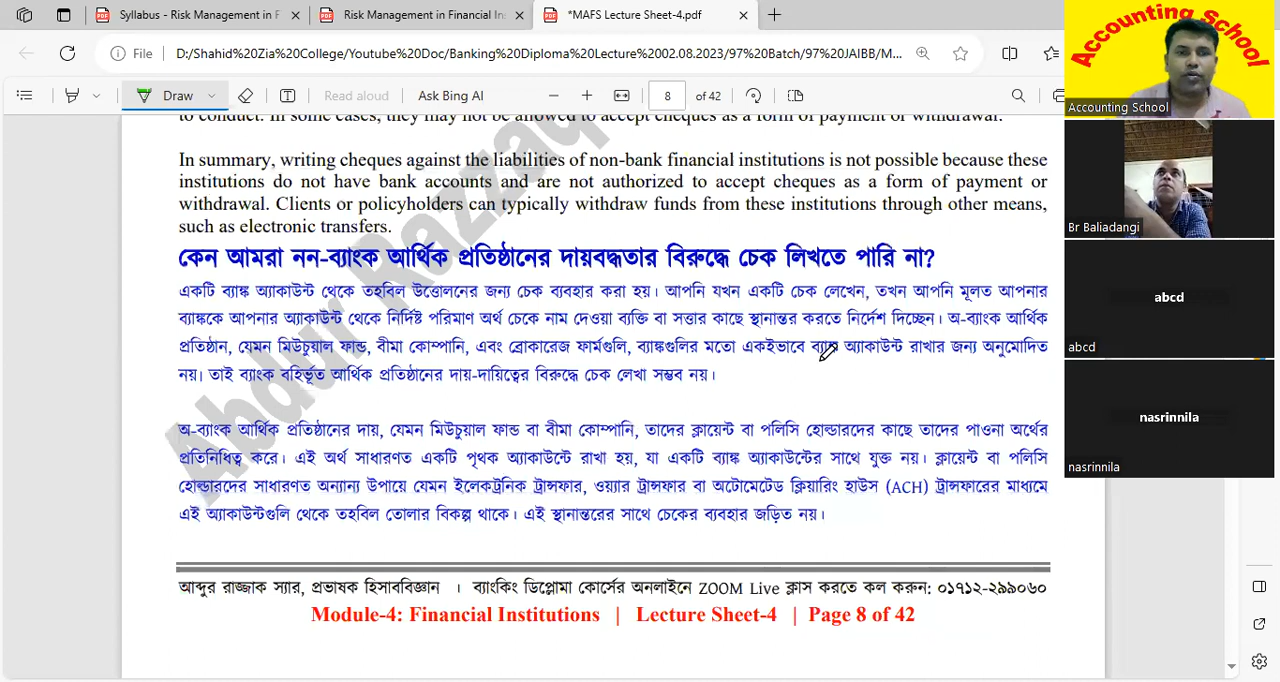 Syllabus - Risk Management in F
Risk Management in Financial In
*MAFS Lecture Sheet-4.pdf
File
D:/Shahid%20Zia%20College/Youtube%20Doc/Banking%20Diploma%20Lecture%2002.08.2023/97%20Batch/97%20JAIBB/M...
Draw
Read aloud
Ask Bing AI
8 of 42
to conduct. In some cases, they may not be allowed to accept cheques as a form of payment or withdrawal.
In summary, writing cheques against the liabilities of non-bank financial institutions is not possible because these
institutions do not have bank accounts and are not authorized to accept cheques as a form of payment or
withdrawal. Clients or policyholders can typically withdraw funds from these institutions through other means,
such as electronic transfers.
কেন আমরা নন-ব্যাংক আর্থিক প্রতিষ্ঠানের দায়বদ্ধতার বিরুদ্ধে চেক লিখতে পারি না?
একটি ব্যাঙ্ক অ্যাকাউন্ট থেকে তহবিল উত্তোলনের জন্য চেক ব্যবহার করা হয়। আপনি যখন একটি চেক লেখেন, তখন আপনি মূলত আপনার
ব্যাঙ্ককে আপনার অ্যাকাউন্ট থেকে নির্দিষ্ট পরিমাণ অর্থ চেকে নাম দেওয়া ব্যক্তি বা সত্তার কাছে স্থানান্তর করতে নির্দেশ দিচ্ছেন। অ-ব্যাংক আর্থিক
প্রতিষ্ঠান, যেমন মিউচুয়াল ফান্ড, বীমা কোম্পানি, এবং ব্রোকারেজ ফার্মগুলি, ব্যাঙ্কগুলির মতো একইভাবে ব্যাঙ্ক অ্যাকাউন্ট রাখার জন্য অনুমোদিত
নয়। তাই ব্যাংক বহির্ভূত আর্থিক প্রতিষ্ঠানের দায়-দায়িত্বের বিরুদ্ধে চেক লেখা সম্ভব নয়।
অ-ব্যাংক আর্থিক প্রতিষ্ঠানের দায়, যেমন মিউচুয়াল ফান্ড বা বীমা কোম্পানি, তাদের ক্লায়েন্ট বা পলিসি হোল্ডারদের কাছে তাদের পাওনা অর্থের
প্রতিনিধিত্ব করে। এই অর্থ সাধারণত একটি পৃথক অ্যাকাউন্টে রাখা হয়, যা একটি ব্যাঙ্ক অ্যাকাউন্টের সাথে যুক্ত নয়। ক্লায়েন্ট বা পলিসি
হোল্ডারদের সাধারণত অন্যান্য উপায়ে যেমন ইলেকট্রনিক ট্রান্সফার, ওয়্যার ট্রান্সফার বা অটোমেটেড ক্লিয়ারিং হাউস (ACH) ট্রান্সফারের মাধ্যমে
এই অ্যাকাউন্টগুলি থেকে তহবিল তোলার বিকল্প থাকে। এই স্থানান্তরের সাথে চেকের ব্যবহার জড়িত নয়।
Abdur Razzaq
আব্দুর রাজ্জাক স্যার, প্রভাষক হিসাববিজ্ঞান । ব্যাংকিং ডিপ্লোমা কোর্সের অনলাইনে ZOOM Live ক্লাস করতে কল করুন: ০১৭১২-২৯৯০৬০
Module-4: Financial Institutions | Lecture Sheet-4 | Page 8 of 42
Accounting School
Accounting School
Br Baliadangi
abcd
abcd
nasrinnila
nasrinnila